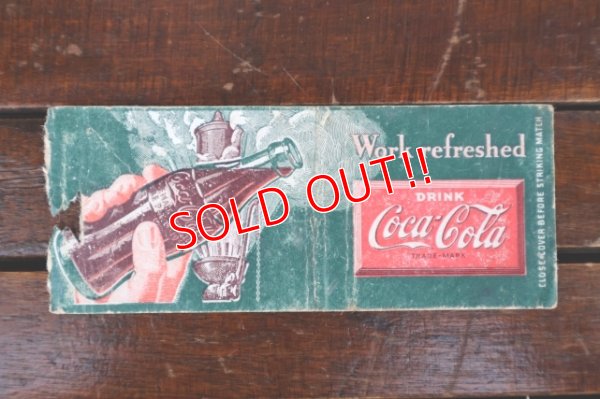 Work refreshed
SOLD OUT!!
DRINK
Coca-Cola
TRADE-MARK
CLOSE COVER BEFORE STRIKING MATCH